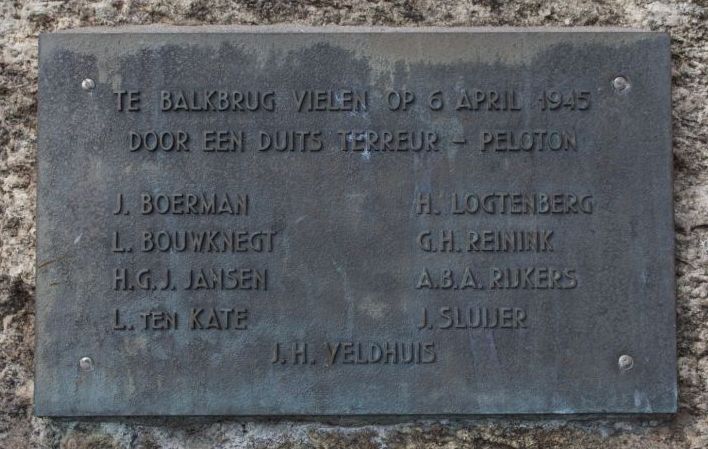 TE BALKBRUG VIELEN OP 6 APRIL 1945
DOOR EEN DUITS TERREUR - PELOTON
J. BOERMAN
L. BOUWKNEGT
H.G.J. JANSEN
L. TEN KATE
H. LOGTENBERG
G.H. REININK
A.B.A. RIJKERS
J. SLUIJER
J.H. VELDHUIS